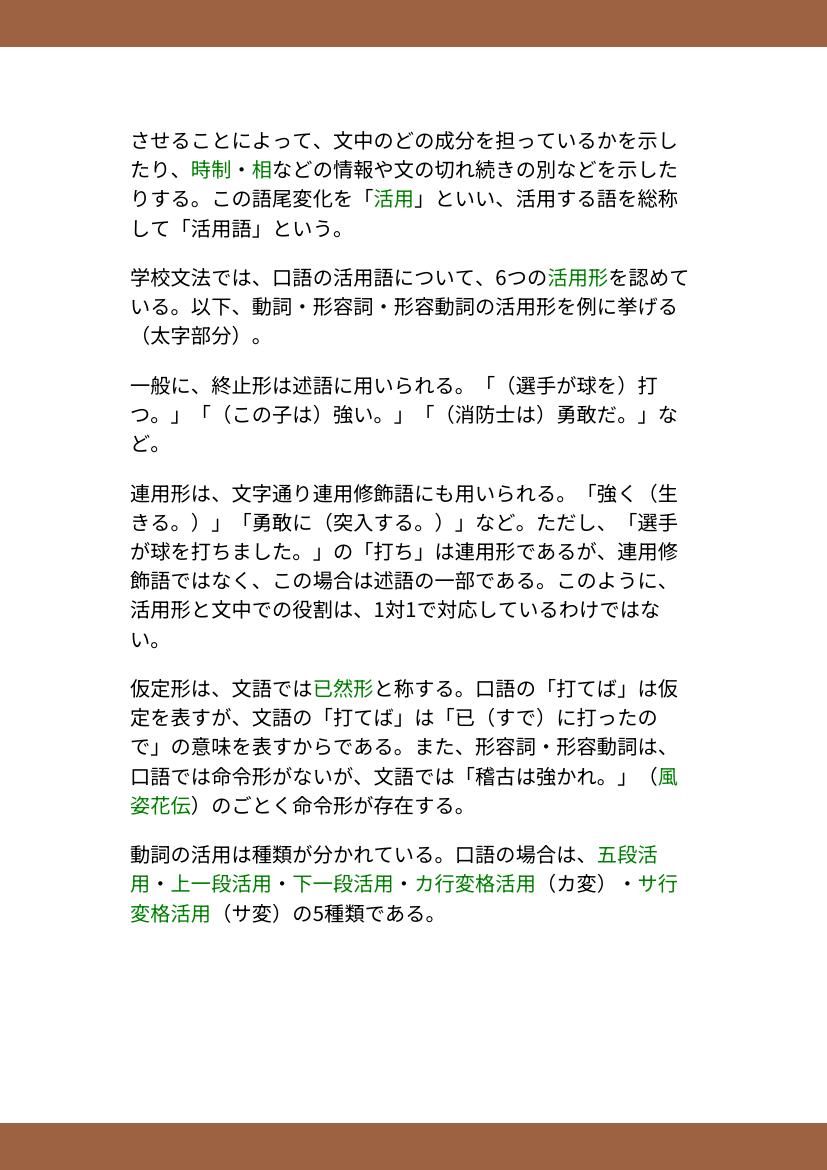 させることによって、文中のどの成分を担っているかを示し
たり、時制・相などの情報や文の切れ続きの別などを示した
りする。この語尾変化を「活用」といい、活用する語を総称
して「活用語」という。
学校文法では、口語の活用語について、6つの活用形を認めて
いる。以下、動詞・形容詞・形容動詞の活用形を例に挙げる
（太字部分）。
一般に、終止形は述語に用いられる。「（選手が球を）打
つ。」「（この子は）強い。」「（消防士は）勇敢だ。」な
ど。
連用形は、文字通り連用修飾語にも用いられる。「強く（生
きる。）」「勇敢に（突入する。）」など。ただし、「選手
が球を打ちました。」の「打ち」は連用形であるが、連用修
飾語ではなく、この場合は述語の一部である。このように、
活用形と文中での役割は、1対1で対応しているわけではな
い。
仮定形は、文語では已然形と称する。口語の「打てば」は仮
定を表すが、文語の「打てば」は「已（すで）に打ったの
で」の意味を表すからである。また、形容詞・形容動詞は、
口語では命令形がないが、文語では「稽古は強かれ。」（風
姿花伝）のごとく命令形が存在する。
動詞の活用は種類が分かれている。口語の場合は、五段活
用・上一段活用・下一段活用・カ行変格活用（カ変）・サ行
変格活用（サ変）の5種類である。